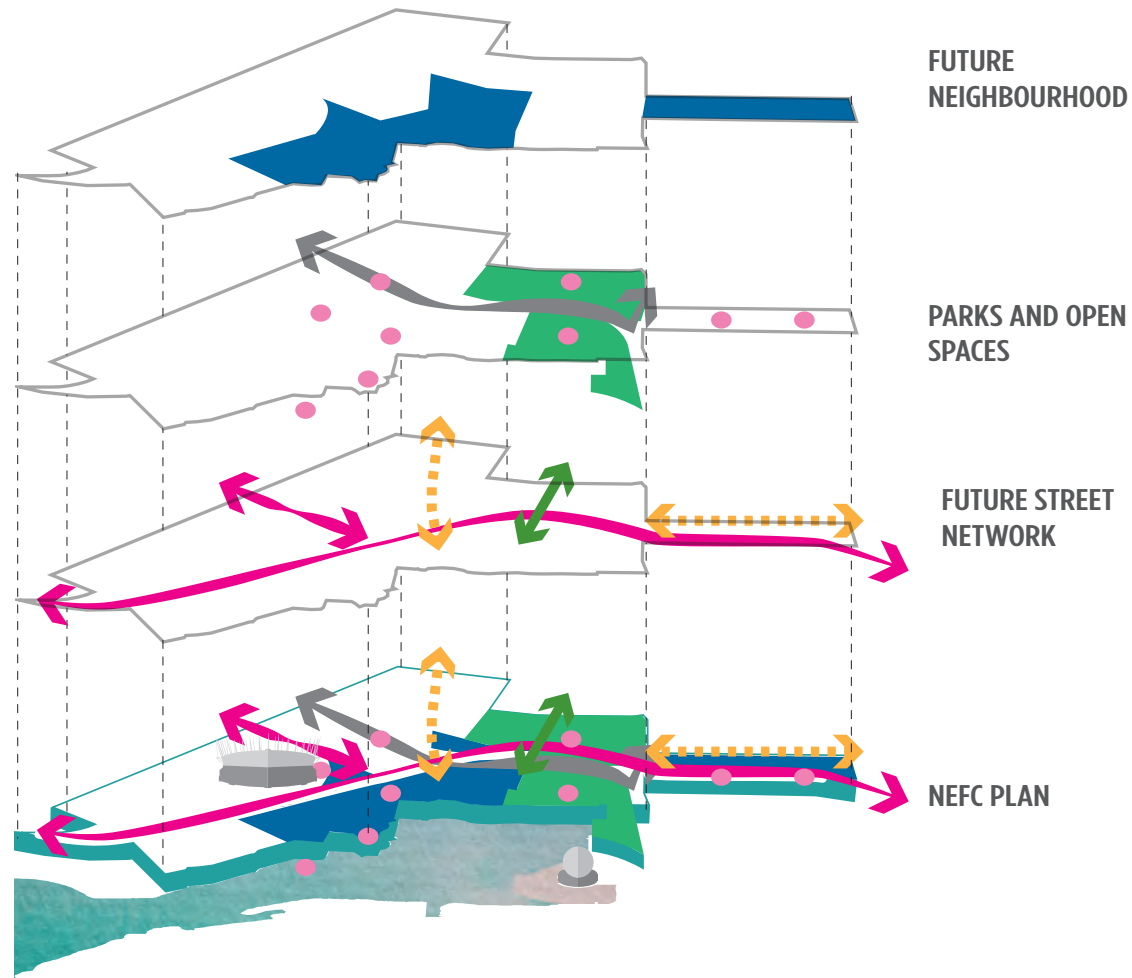 FUTURE
NEIGHBOURHOOD
PARKS AND OPEN
SPACES
FUTURE STREET
NETWORK
NEFC PLAN